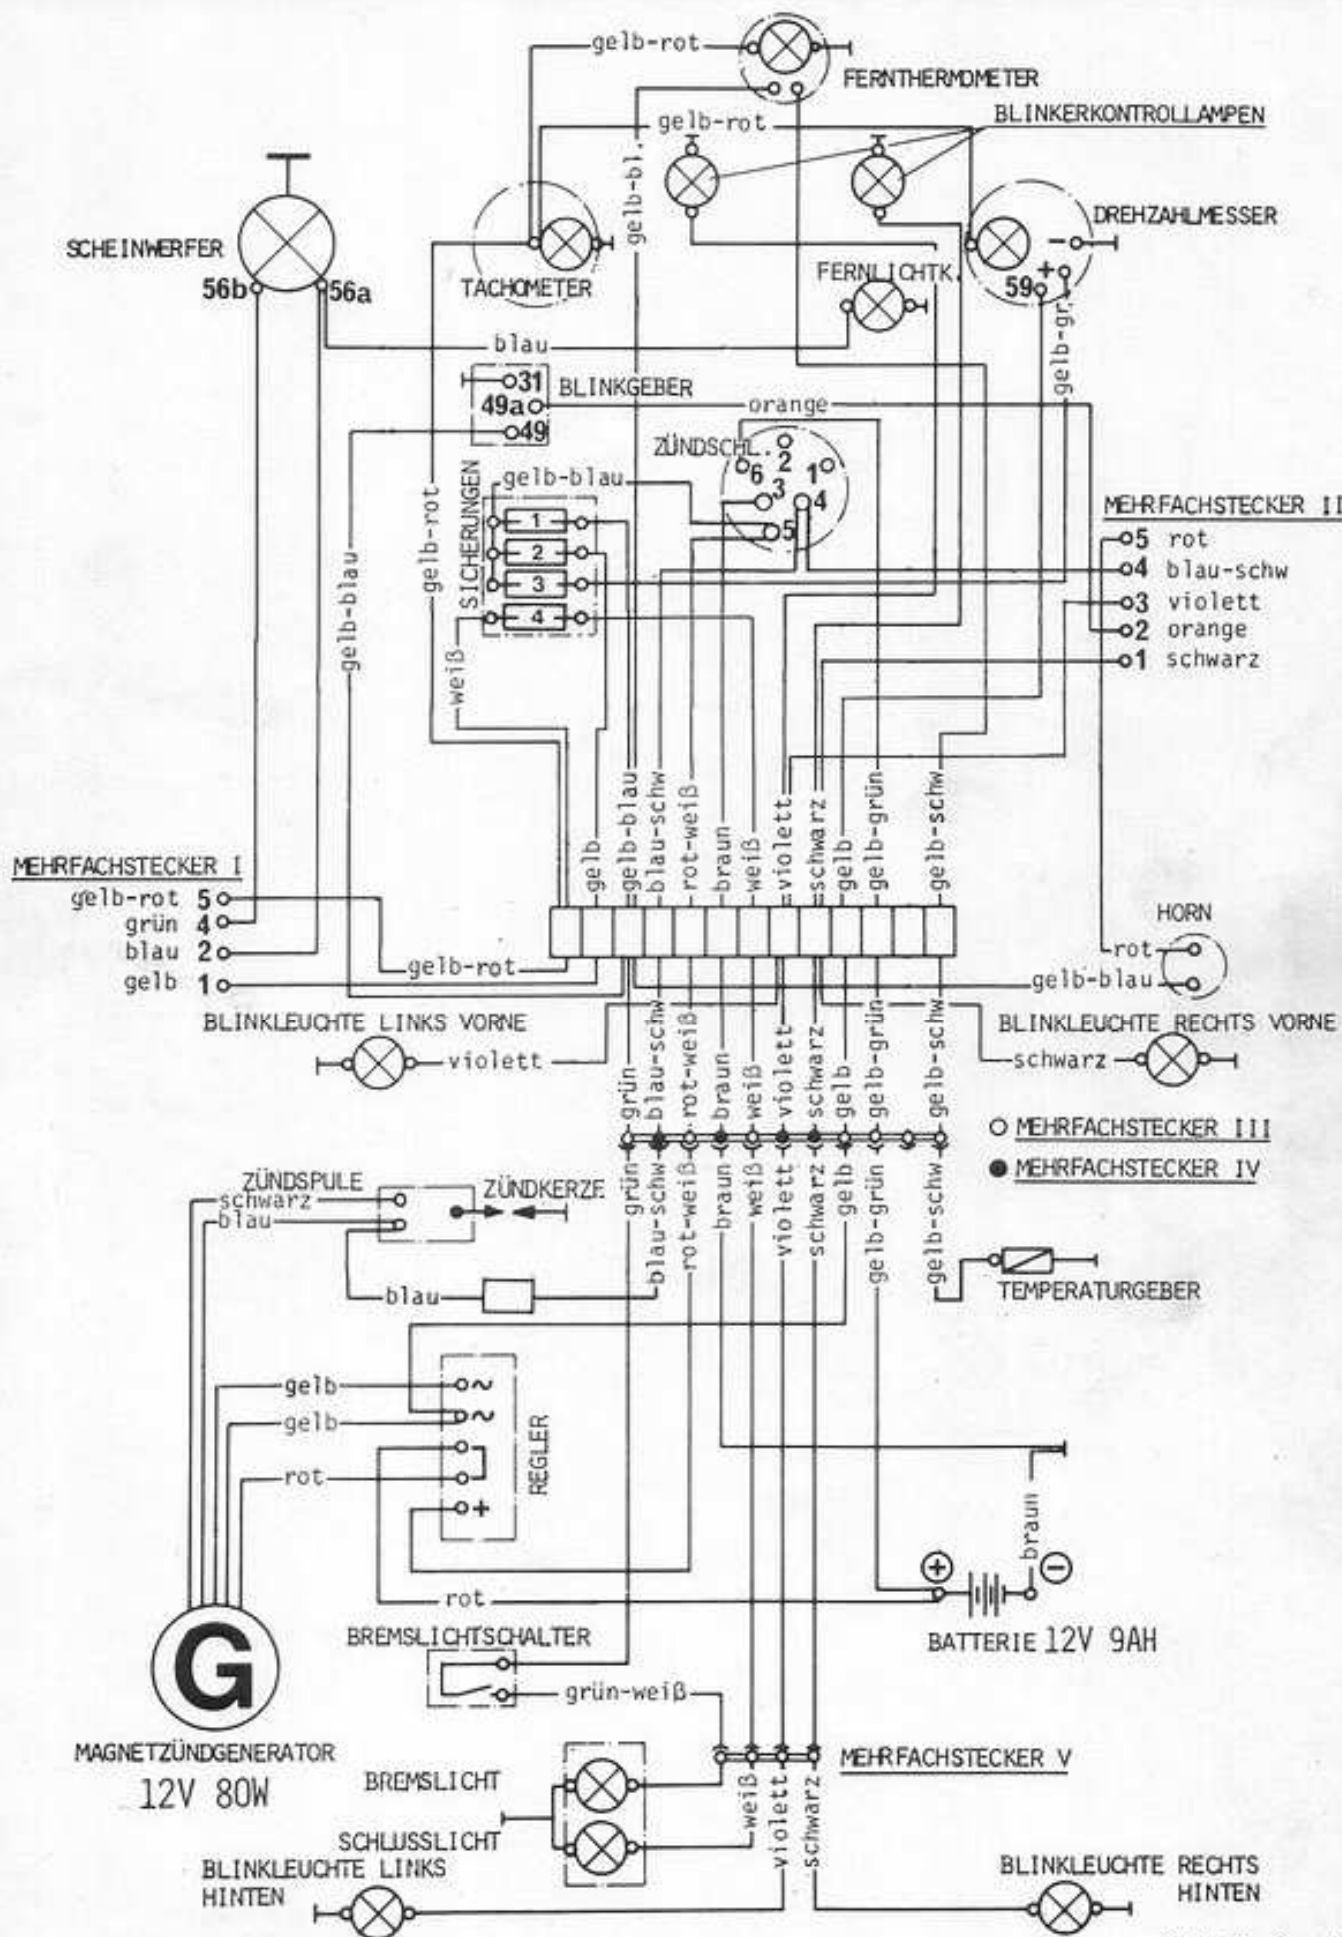 gelb-rot
FERNTHERMOMETER
BLINKERKONTROLLAMPEN
gelb-rot
gelb-bl.
SCHEINWERFER
DREHZAHLMESSER
56b
56a
TACHOMETER
FERNLICHTK.
59
+
−
gelb-gr.
blau
31
BLINKGEBER
49a
orange
49
ZÜNDSCHL.
6
2
1
3
4
5
gelb-blau
SICHERUNGEN
1
2
3
4
gelb-rot
gelb-blau
weiß
MEHRFACHSTECKER II
5 rot
4 blau-schw
3 violett
2 orange
1 schwarz
gelb
gelb-blau
blau-schw
rot-weiß
braun
weiß
violett
schwarz
gelb
gelb-grün
gelb-schw
MEHRFACHSTECKER I
gelb-rot 5
grün 4
blau 2
gelb 1
gelb-rot
HORN
rot
gelb-blau
BLINKLEUCHTE LINKS VORNE
violett
BLINKLEUCHTE RECHTS VORNE
schwarz
grün
blau-schw
rot-weiß
braun
weiß
violett
schwarz
gelb
gelb-grün
gelb-schw
MEHRFACHSTECKER III
MEHRFACHSTECKER IV
grün
blau-schw
rot-weiß
braun
weiß
violett
schwarz
gelb
gelb-grün
gelb-schw
ZÜNDSPULE
schwarz
blau
ZÜNDKERZE
blau
TEMPERATURGEBER
gelb
~
gelb
~
rot
+
REGLER
rot
braun
+
−
BATTERIE 12V 9AH
BREMSLICHTSCHALTER
grün-weiß
G
MAGNETZÜNDGENERATOR
12V 80W
MEHRFACHSTECKER V
BREMSLICHT
SCHLUSSLICHT
weiß
violett
schwarz
BLINKLEUCHTE LINKS
HINTEN
BLINKLEUCHTE RECHTS
HINTEN